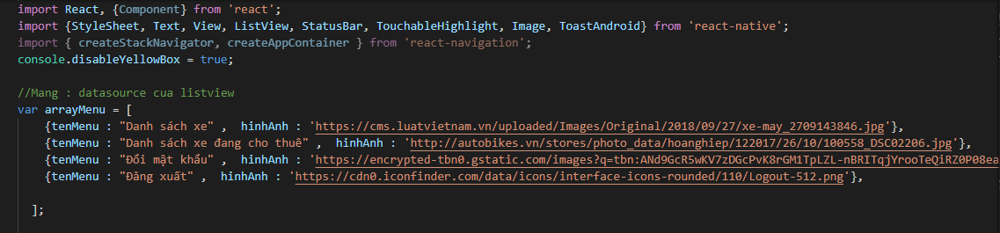 import React, {Component} from 'react';
import {StyleSheet, Text, View, ListView, StatusBar, TouchableHighlight, Image, ToastAndroid} from 'react-native';
import { createStackNavigator, createAppContainer } from 'react-navigation';
console.disableYellowBox = true;
//Mang : datasource cua listview
var arrayMenu = [
{tenMenu : "Danh sách xe" , hinhAnh : 'https://cms.luatvietnam.vn/uploaded/Images/Original/2018/09/27/xe-may_2709143846.jpg'},
{tenMenu : "Danh sách xe đang cho thuê" , hinhAnh : 'http://autobikes.vn/stores/photo_data/hoanghiep/122017/26/10/100558_DSC02206.jpg'},
{tenMenu : "Đổi mật khẩu" , hinhAnh : 'https://encrypted-tbn0.gstatic.com/images?q=tbn:ANd9GcR5wKV7zDGcPvK8rGM1TpLZL-nBRITqjYrooTeQiRZ0P08ea
{tenMenu : "Đăng xuất" , hinhAnh : 'https://cdn0.iconfinder.com/data/icons/interface-icons-rounded/110/Logout-512.png'},
];